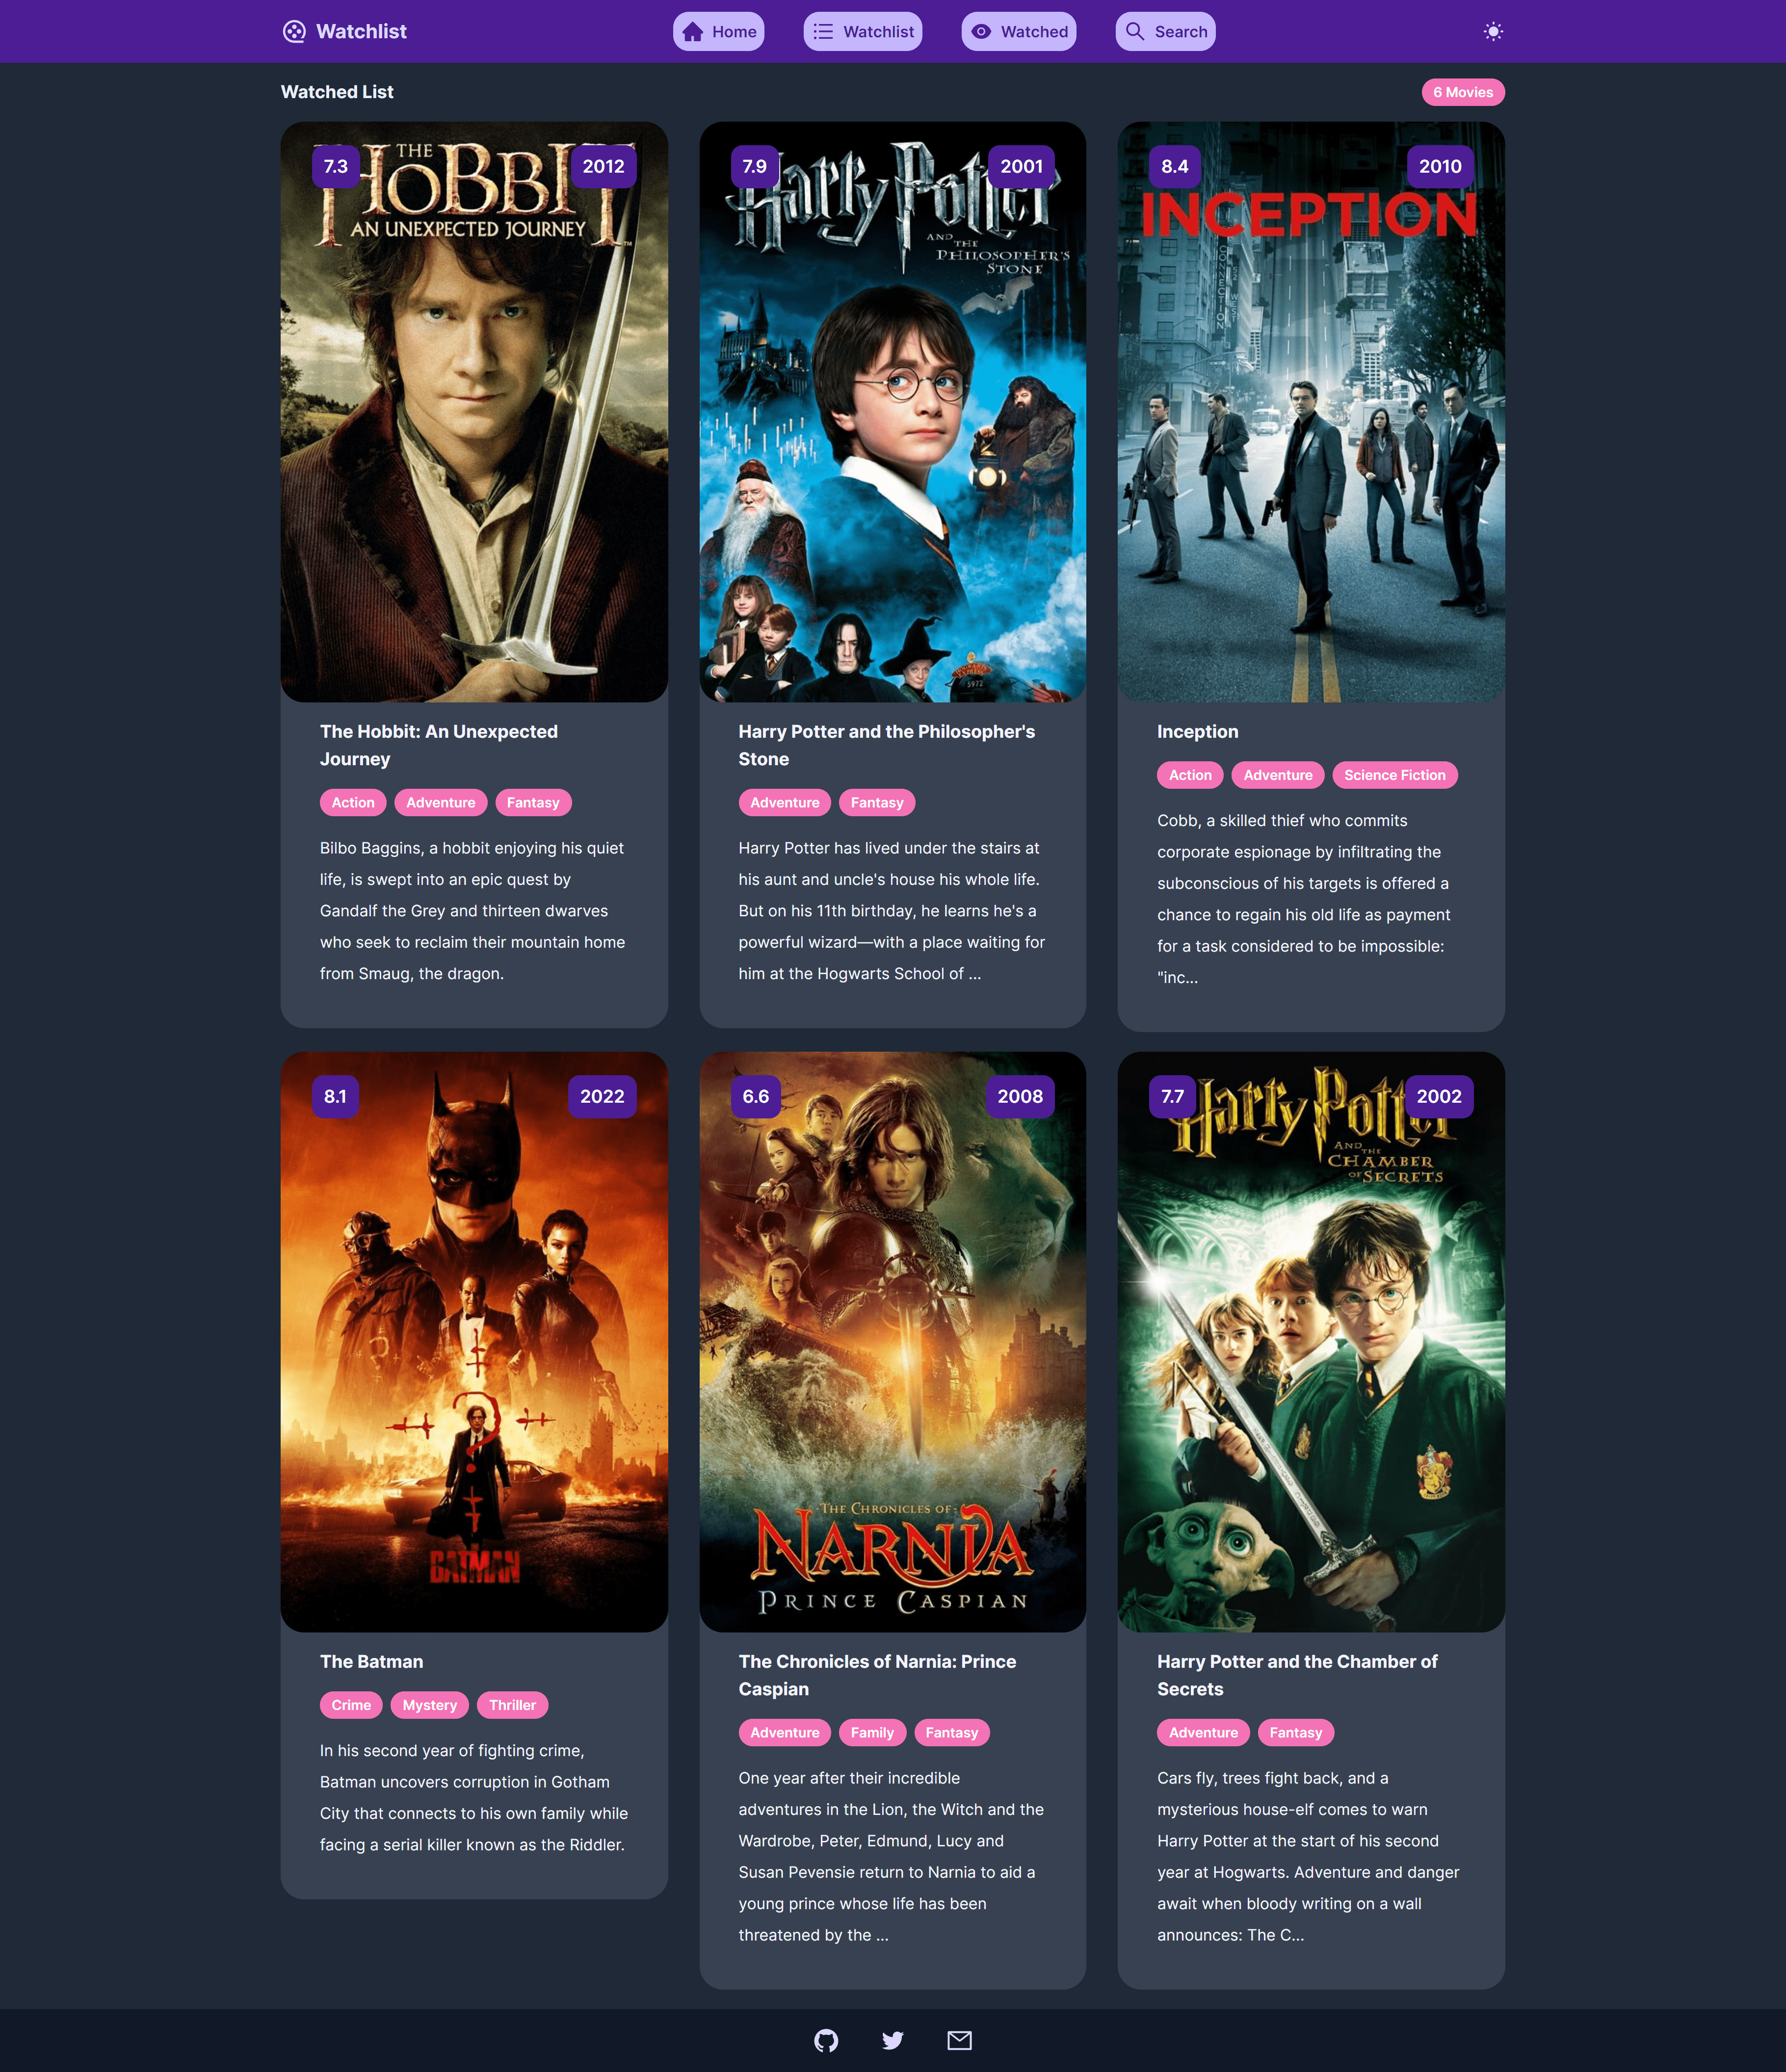 Watchlist
Home
Watchlist
Watched
Search
Watched List
6 Movies
7.3
2012
THE
HOBBIT
AN UNEXPECTED JOURNEY
The Hobbit: An Unexpected
Journey
Action
Adventure
Fantasy
Bilbo Baggins, a hobbit enjoying his quiet
life, is swept into an epic quest by
Gandalf the Grey and thirteen dwarves
who seek to reclaim their mountain home
from Smaug, the dragon.
7.9
2001
Harry Potter
AND
THE
PHILOSOPHER'S
STONE
5972
Harry Potter and the Philosopher's
Stone
Adventure
Fantasy
Harry Potter has lived under the stairs at
his aunt and uncle's house his whole life.
But on his 11th birthday, he learns he's a
powerful wizard—with a place waiting for
him at the Hogwarts School of ...
8.4
2010
INCEPTION
Inception
Action
Adventure
Science Fiction
Cobb, a skilled thief who commits
corporate espionage by infiltrating the
subconscious of his targets is offered a
chance to regain his old life as payment
for a task considered to be impossible:
"inc...
8.1
2022
BATMAN
The Batman
Crime
Mystery
Thriller
In his second year of fighting crime,
Batman uncovers corruption in Gotham
City that connects to his own family while
facing a serial killer known as the Riddler.
6.6
2008
THE CHRONICLES OF
NARNIA
PRINCE CASPIAN
The Chronicles of Narnia: Prince
Caspian
Adventure
Family
Fantasy
One year after their incredible
adventures in the Lion, the Witch and the
Wardrobe, Peter, Edmund, Lucy and
Susan Pevensie return to Narnia to aid a
young prince whose life has been
threatened by the ...
7.7
2002
Harry Potter
AND
THE
CHAMBER
OF SECRETS
Harry Potter and the Chamber of
Secrets
Adventure
Fantasy
Cars fly, trees fight back, and a
mysterious house-elf comes to warn
Harry Potter at the start of his second
year at Hogwarts. Adventure and danger
await when bloody writing on a wall
announces: The C...